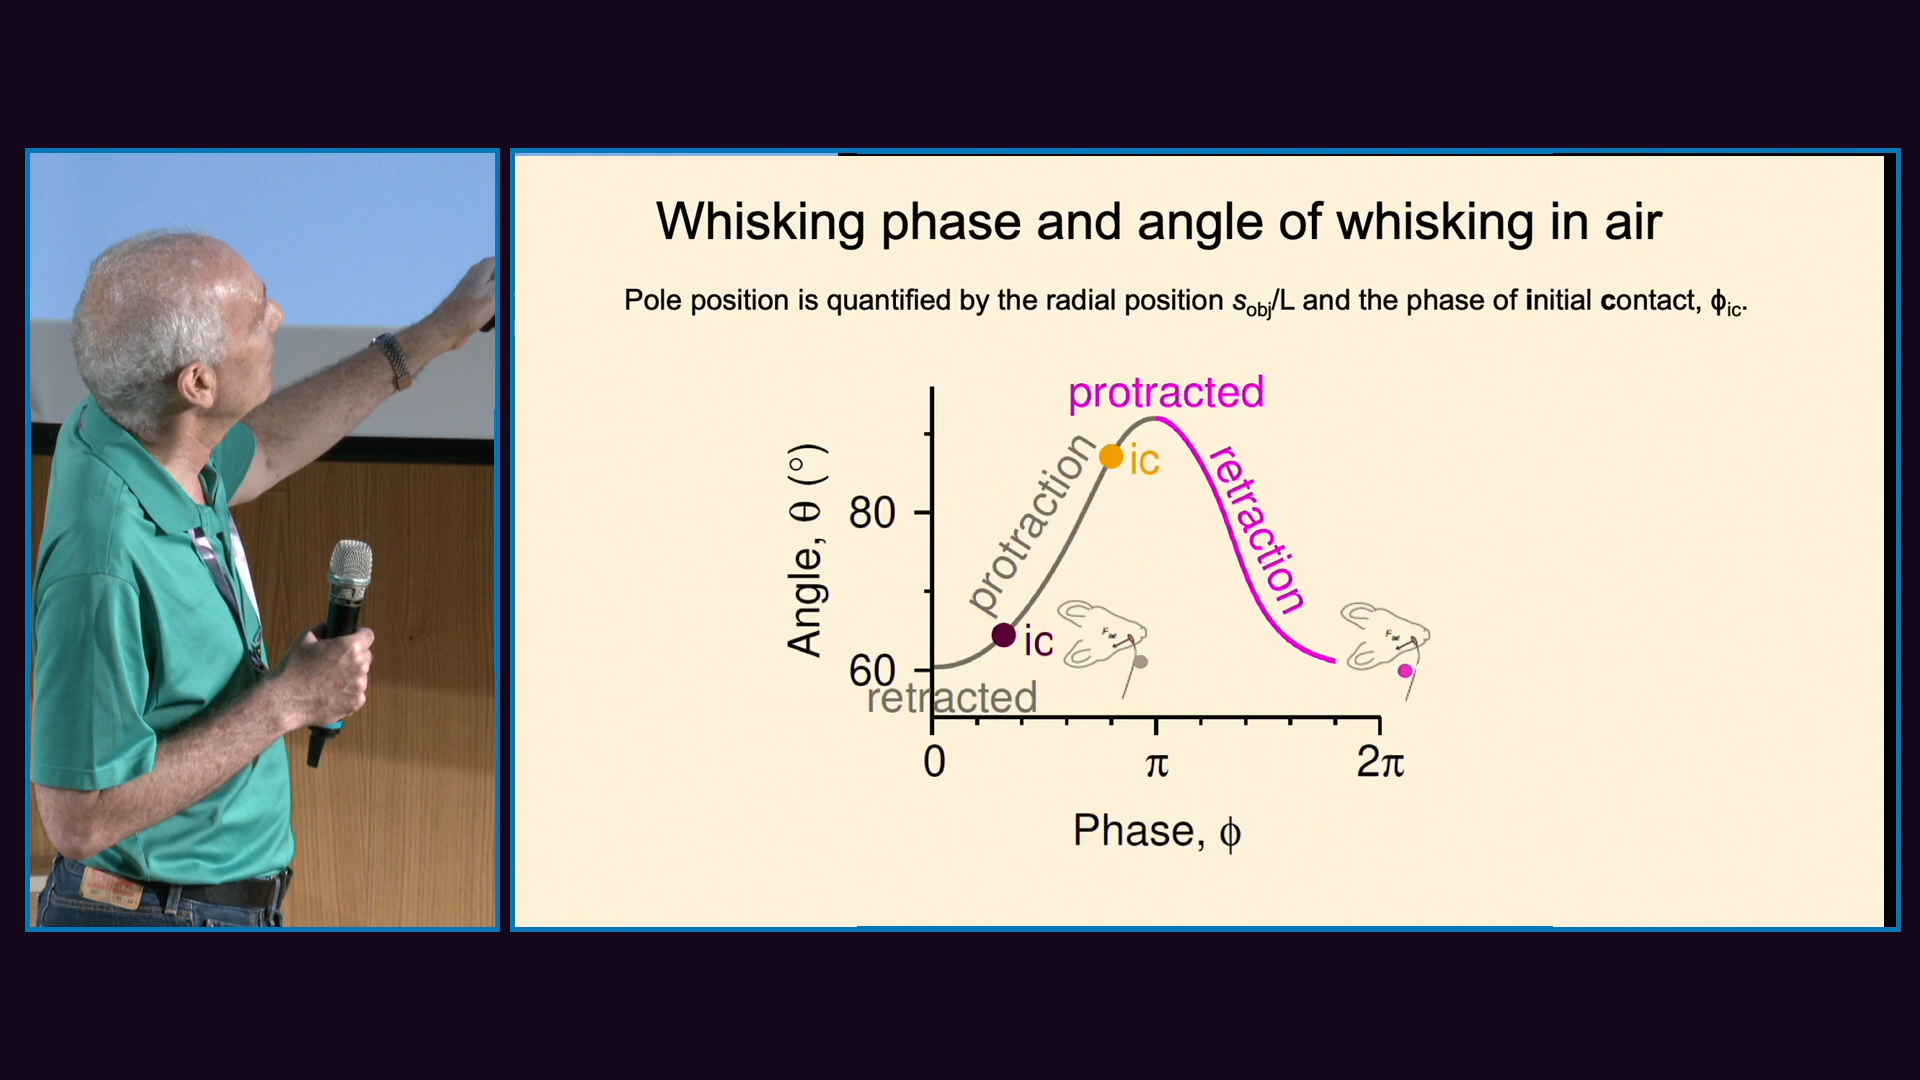 Whisking phase and angle of whisking in air
Pole position is quantified by the radial position sobj/L and the phase of initial contact, ϕic.
protracted
protraction
ic
retraction
Angle, θ (°)
80
ic
60
retracted
0
π
2π
Phase, ϕ